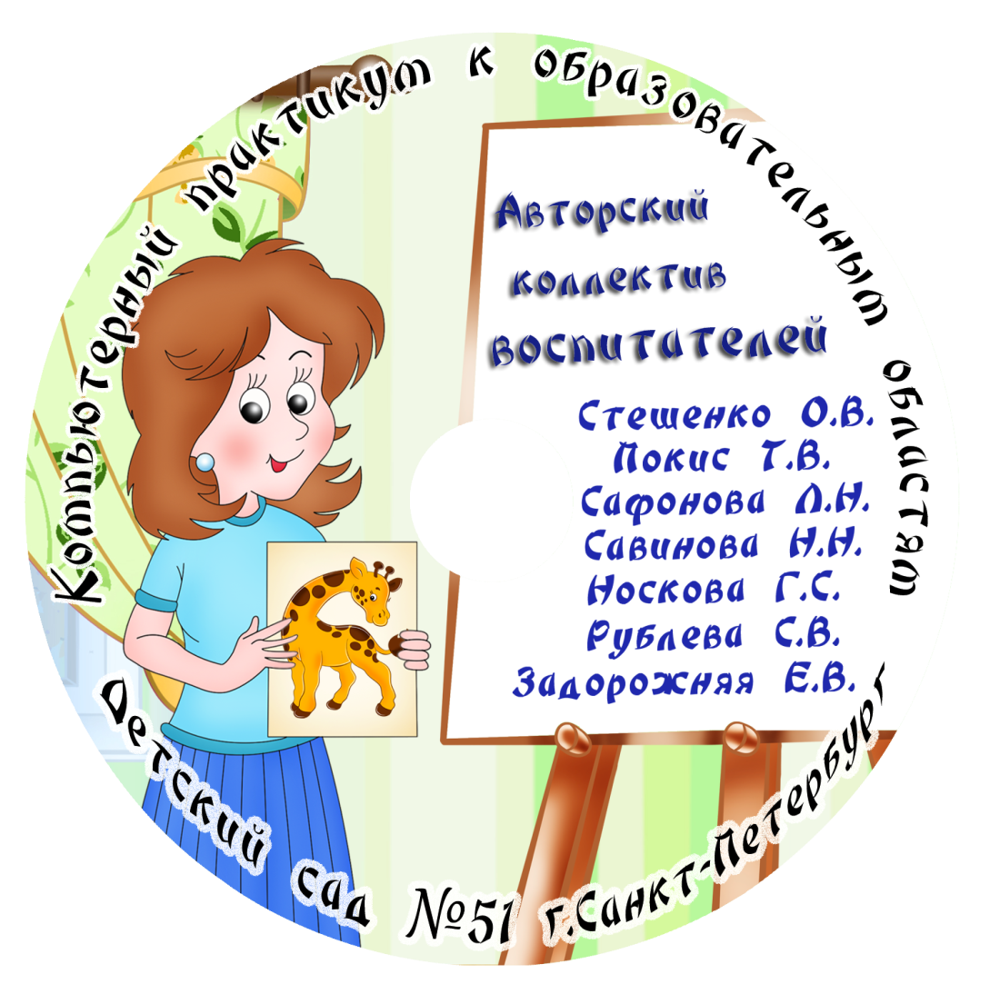 Компьютерный практикум к образовательным областям
Авторский
коллектив
воспитателей
Стешенко О.В.
Покис Т.В.
Сафонова Л.Н.
Савинова Н.Н.
Носкова Г.С.
Рублева С.В.
Задорожняя Е.В.
Детский сад №51 г.Санкт-Петербург